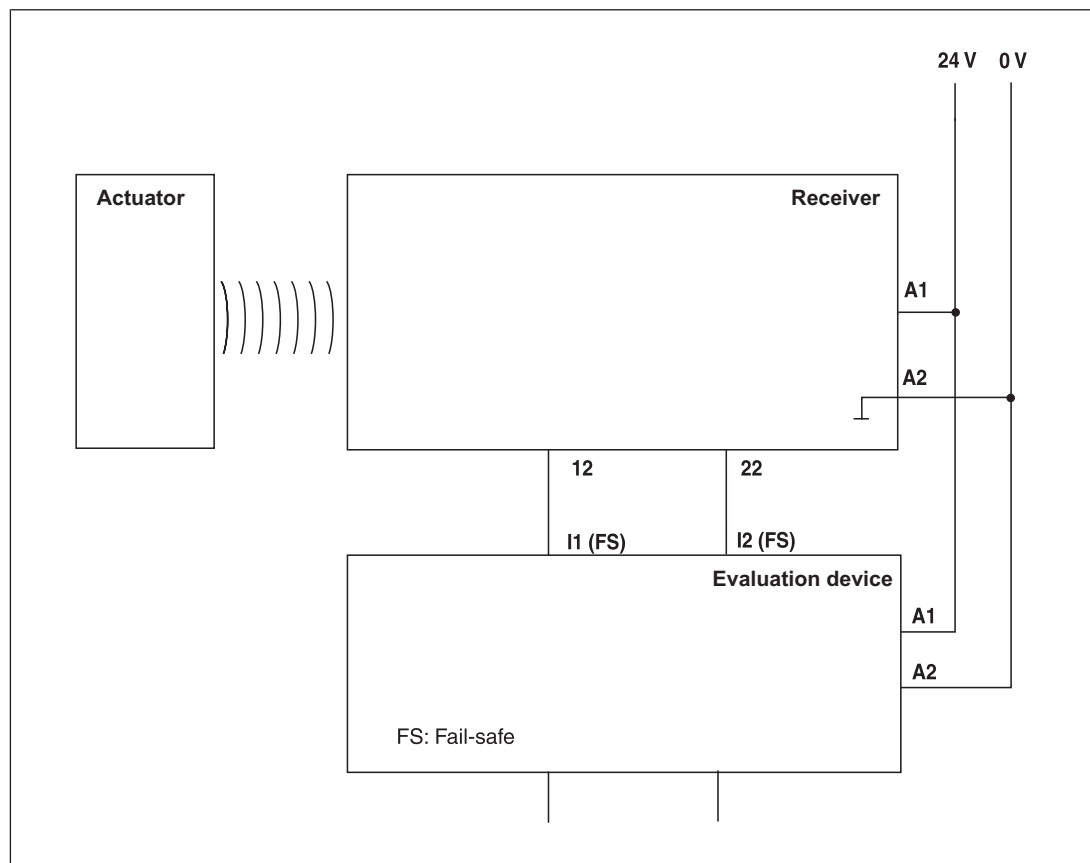 24 V 0 V
Actuator
Receiver
A1
A2
12 22
I1 (FS) I2 (FS)
Evaluation device
A1
A2
FS: Fail-safe